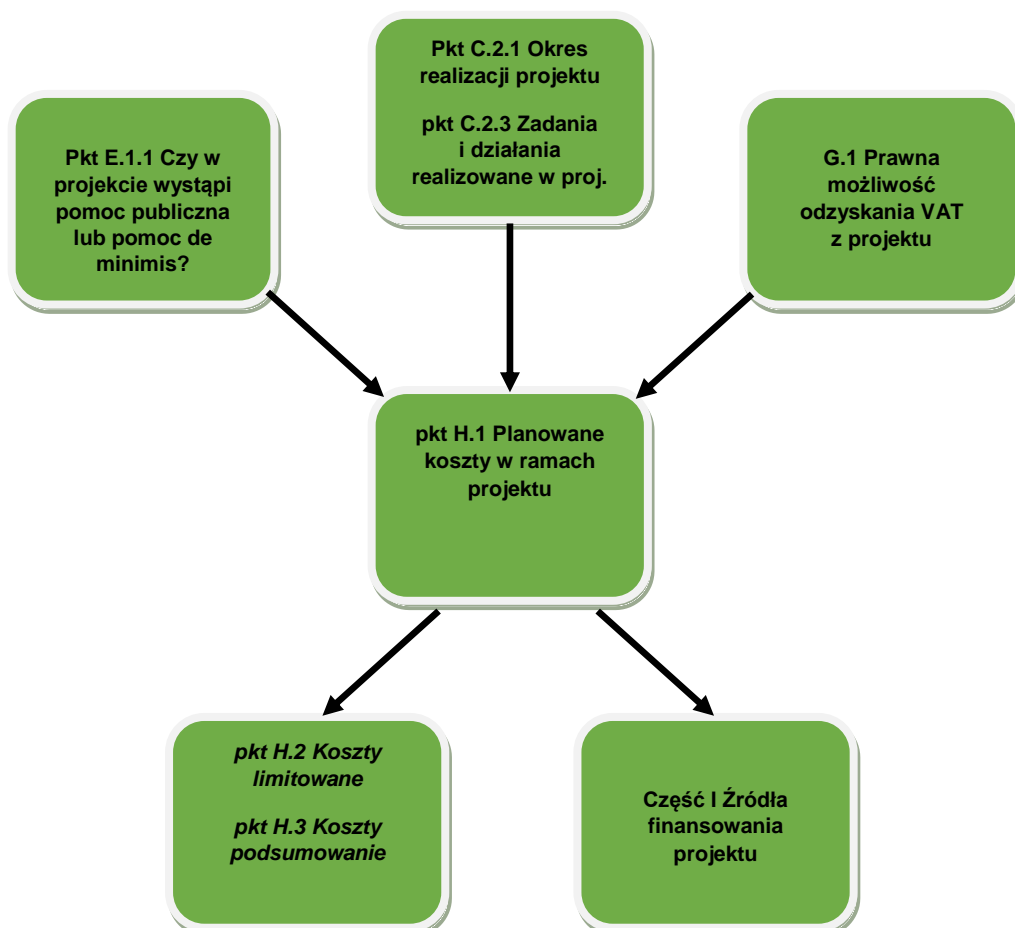 Pkt C.2.1 Okres
realizacji projektu
pkt C.2.3 Zadania
i działania
realizowane w proj.
Pkt E.1.1 Czy w
projekcie wystąpi
pomoc publiczna
lub pomoc de
minimis?
G.1 Prawna
możliwość
odzyskania VAT
z projektu
pkt H.1 Planowane
koszty w ramach
projektu
pkt H.2 Koszty
limitowane
pkt H.3 Koszty
podsumowanie
Część I Źródła
finansowania
projektu